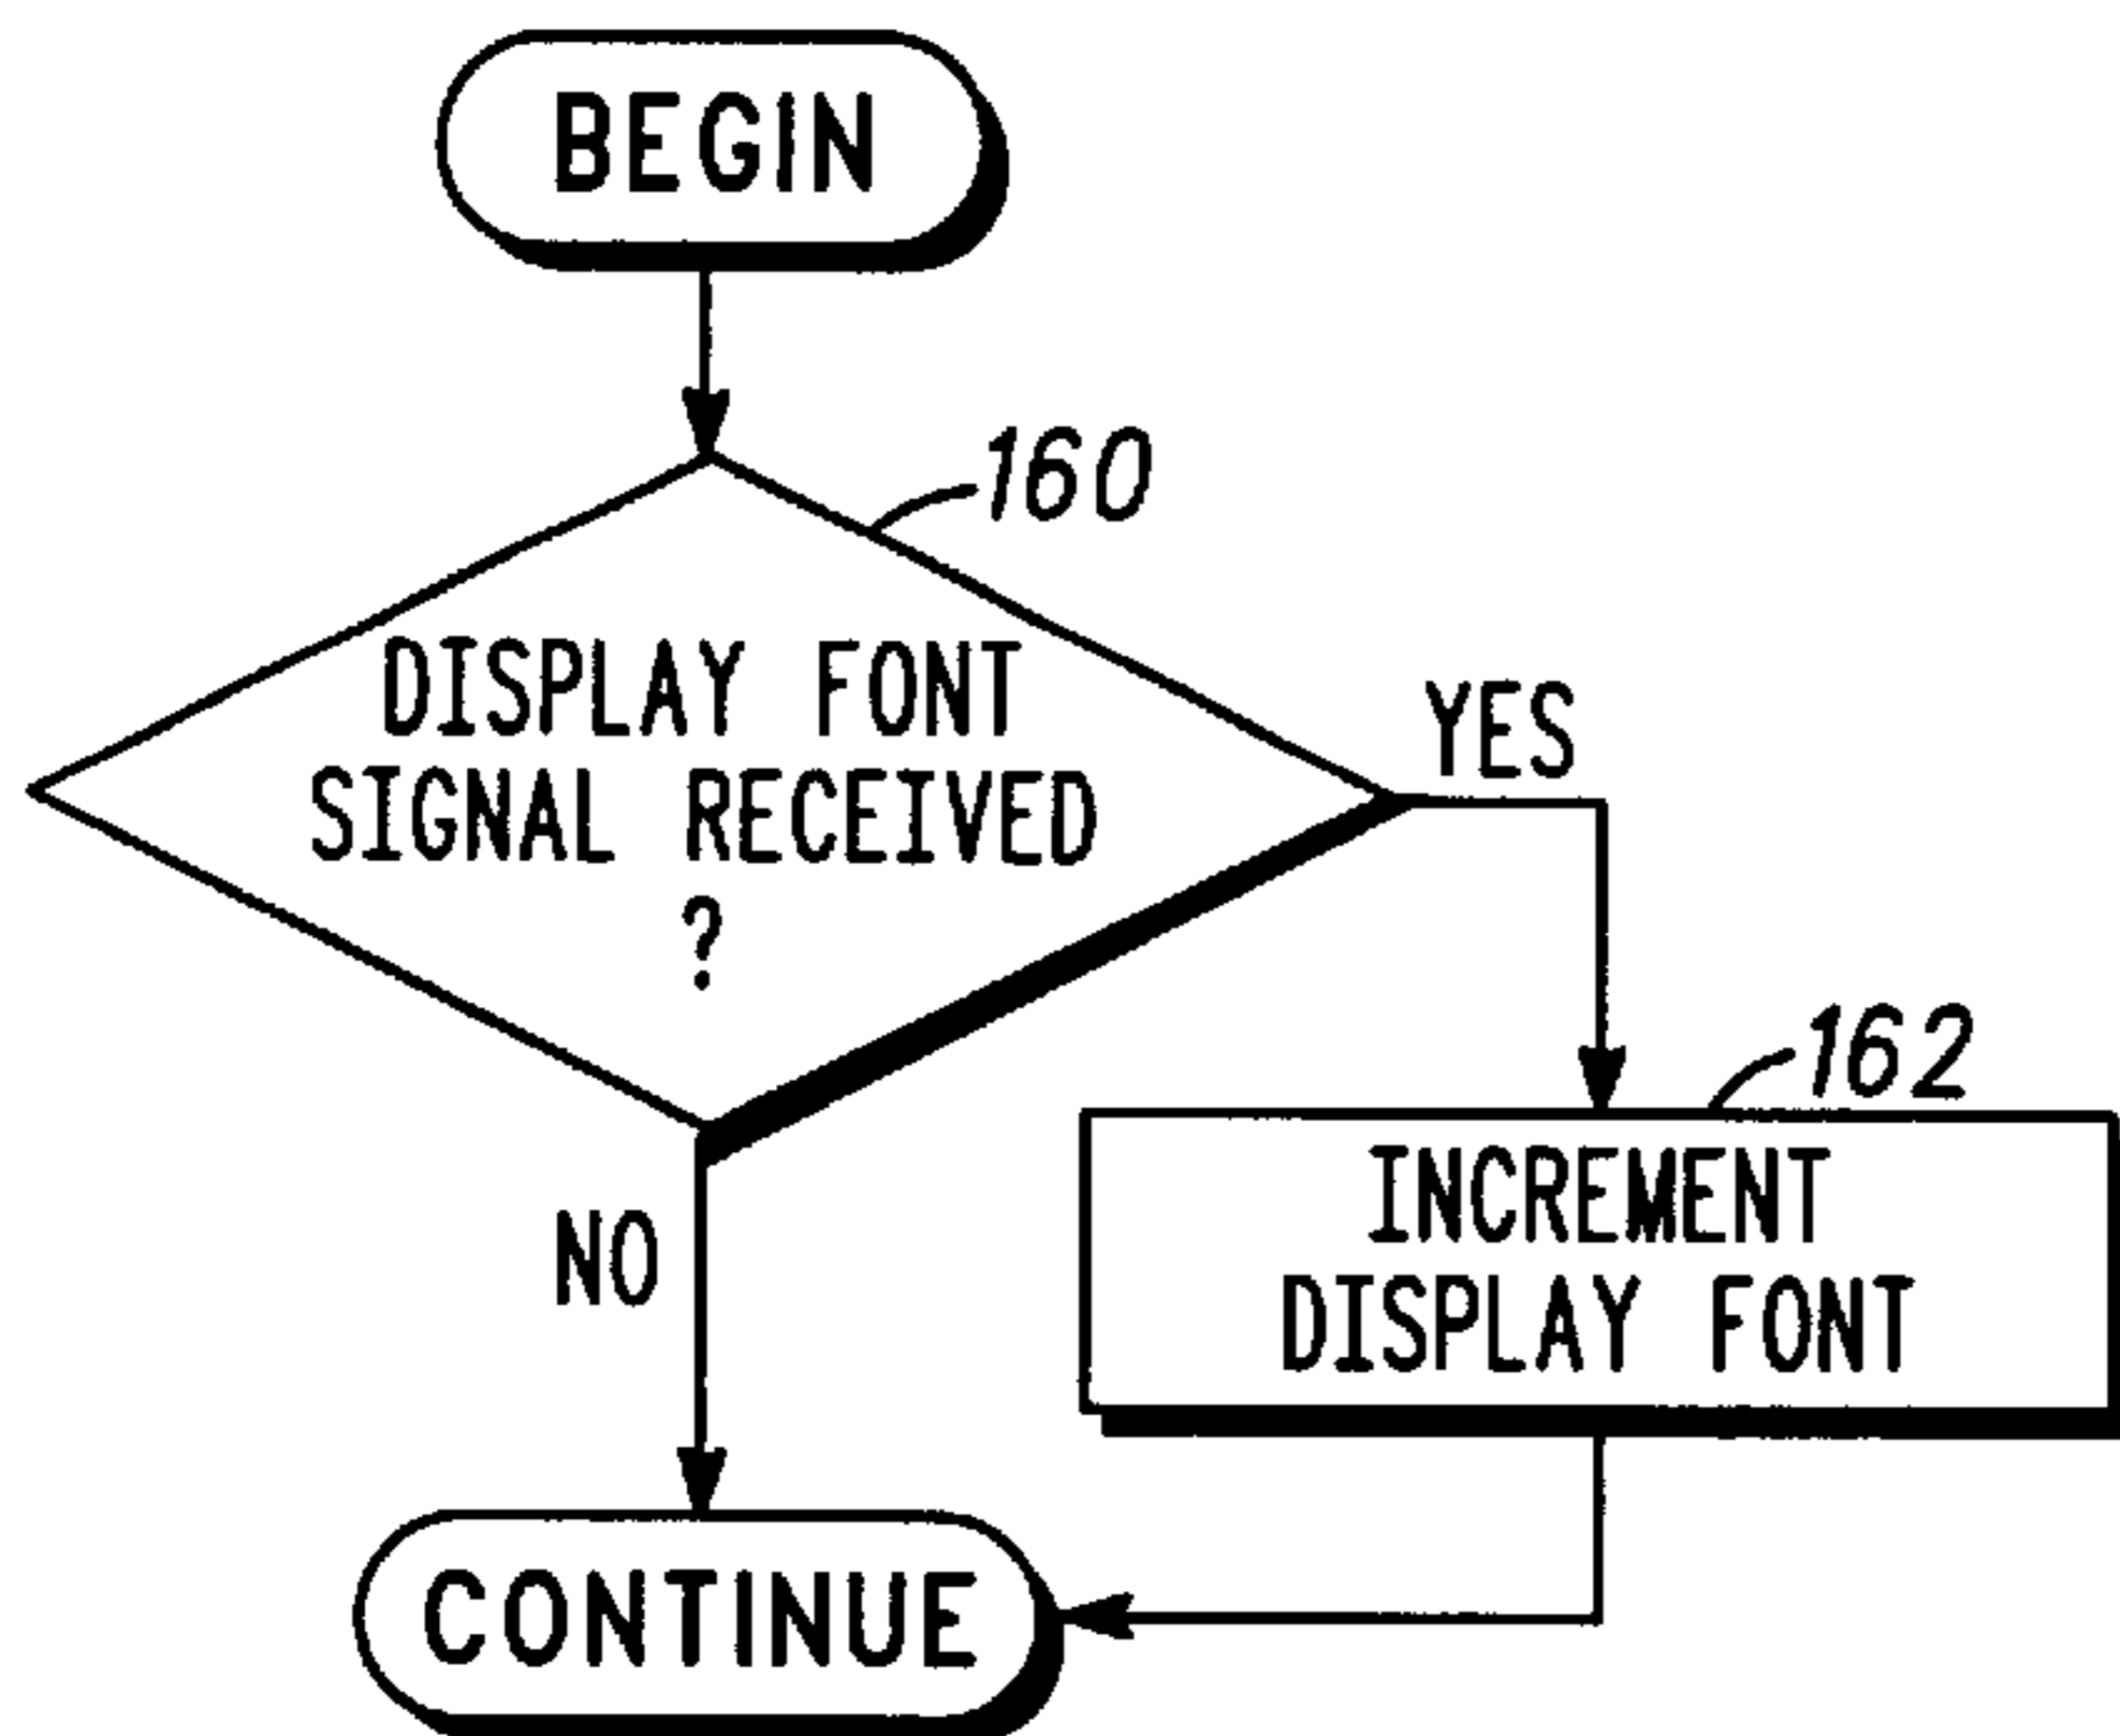 BEGIN
160
DISPLAY FONT
SIGNAL RECEIVED
?
YES
162
INCREMENT
DISPLAY FONT
NO
CONTINUE